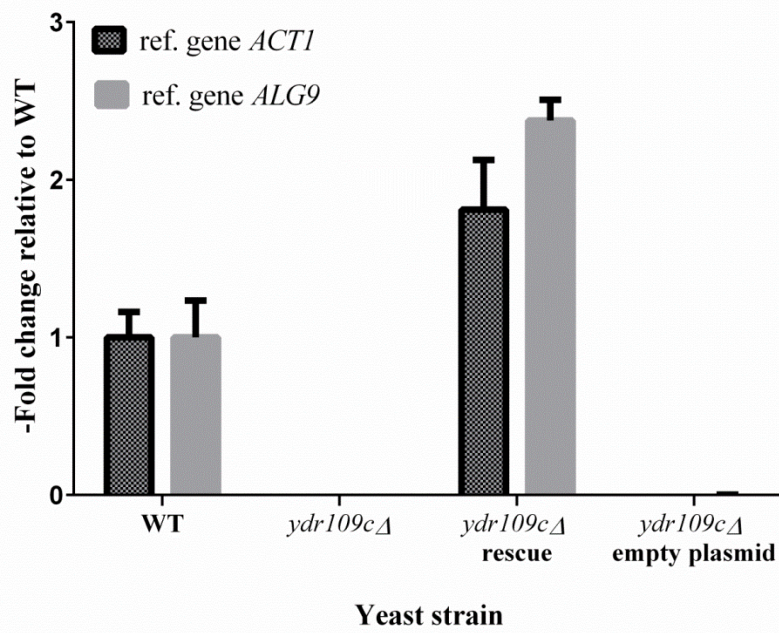 ref. gene ACT1
ref. gene ALG9
-Fold change relative to WT
3
2
1
0
WT
ydr109cΔ
ydr109cΔ
rescue
ydr109cΔ
empty plasmid
Yeast strain